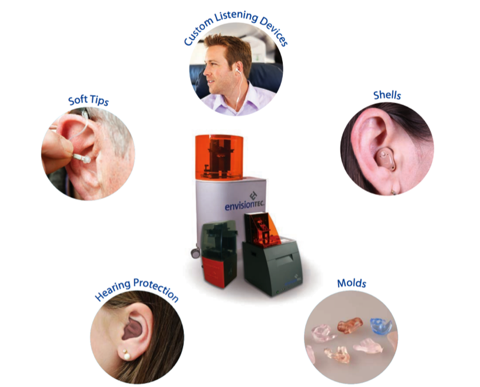 Custom Listening Devices
Soft Tips
Shells
envisiontec
Hearing Protection
Molds